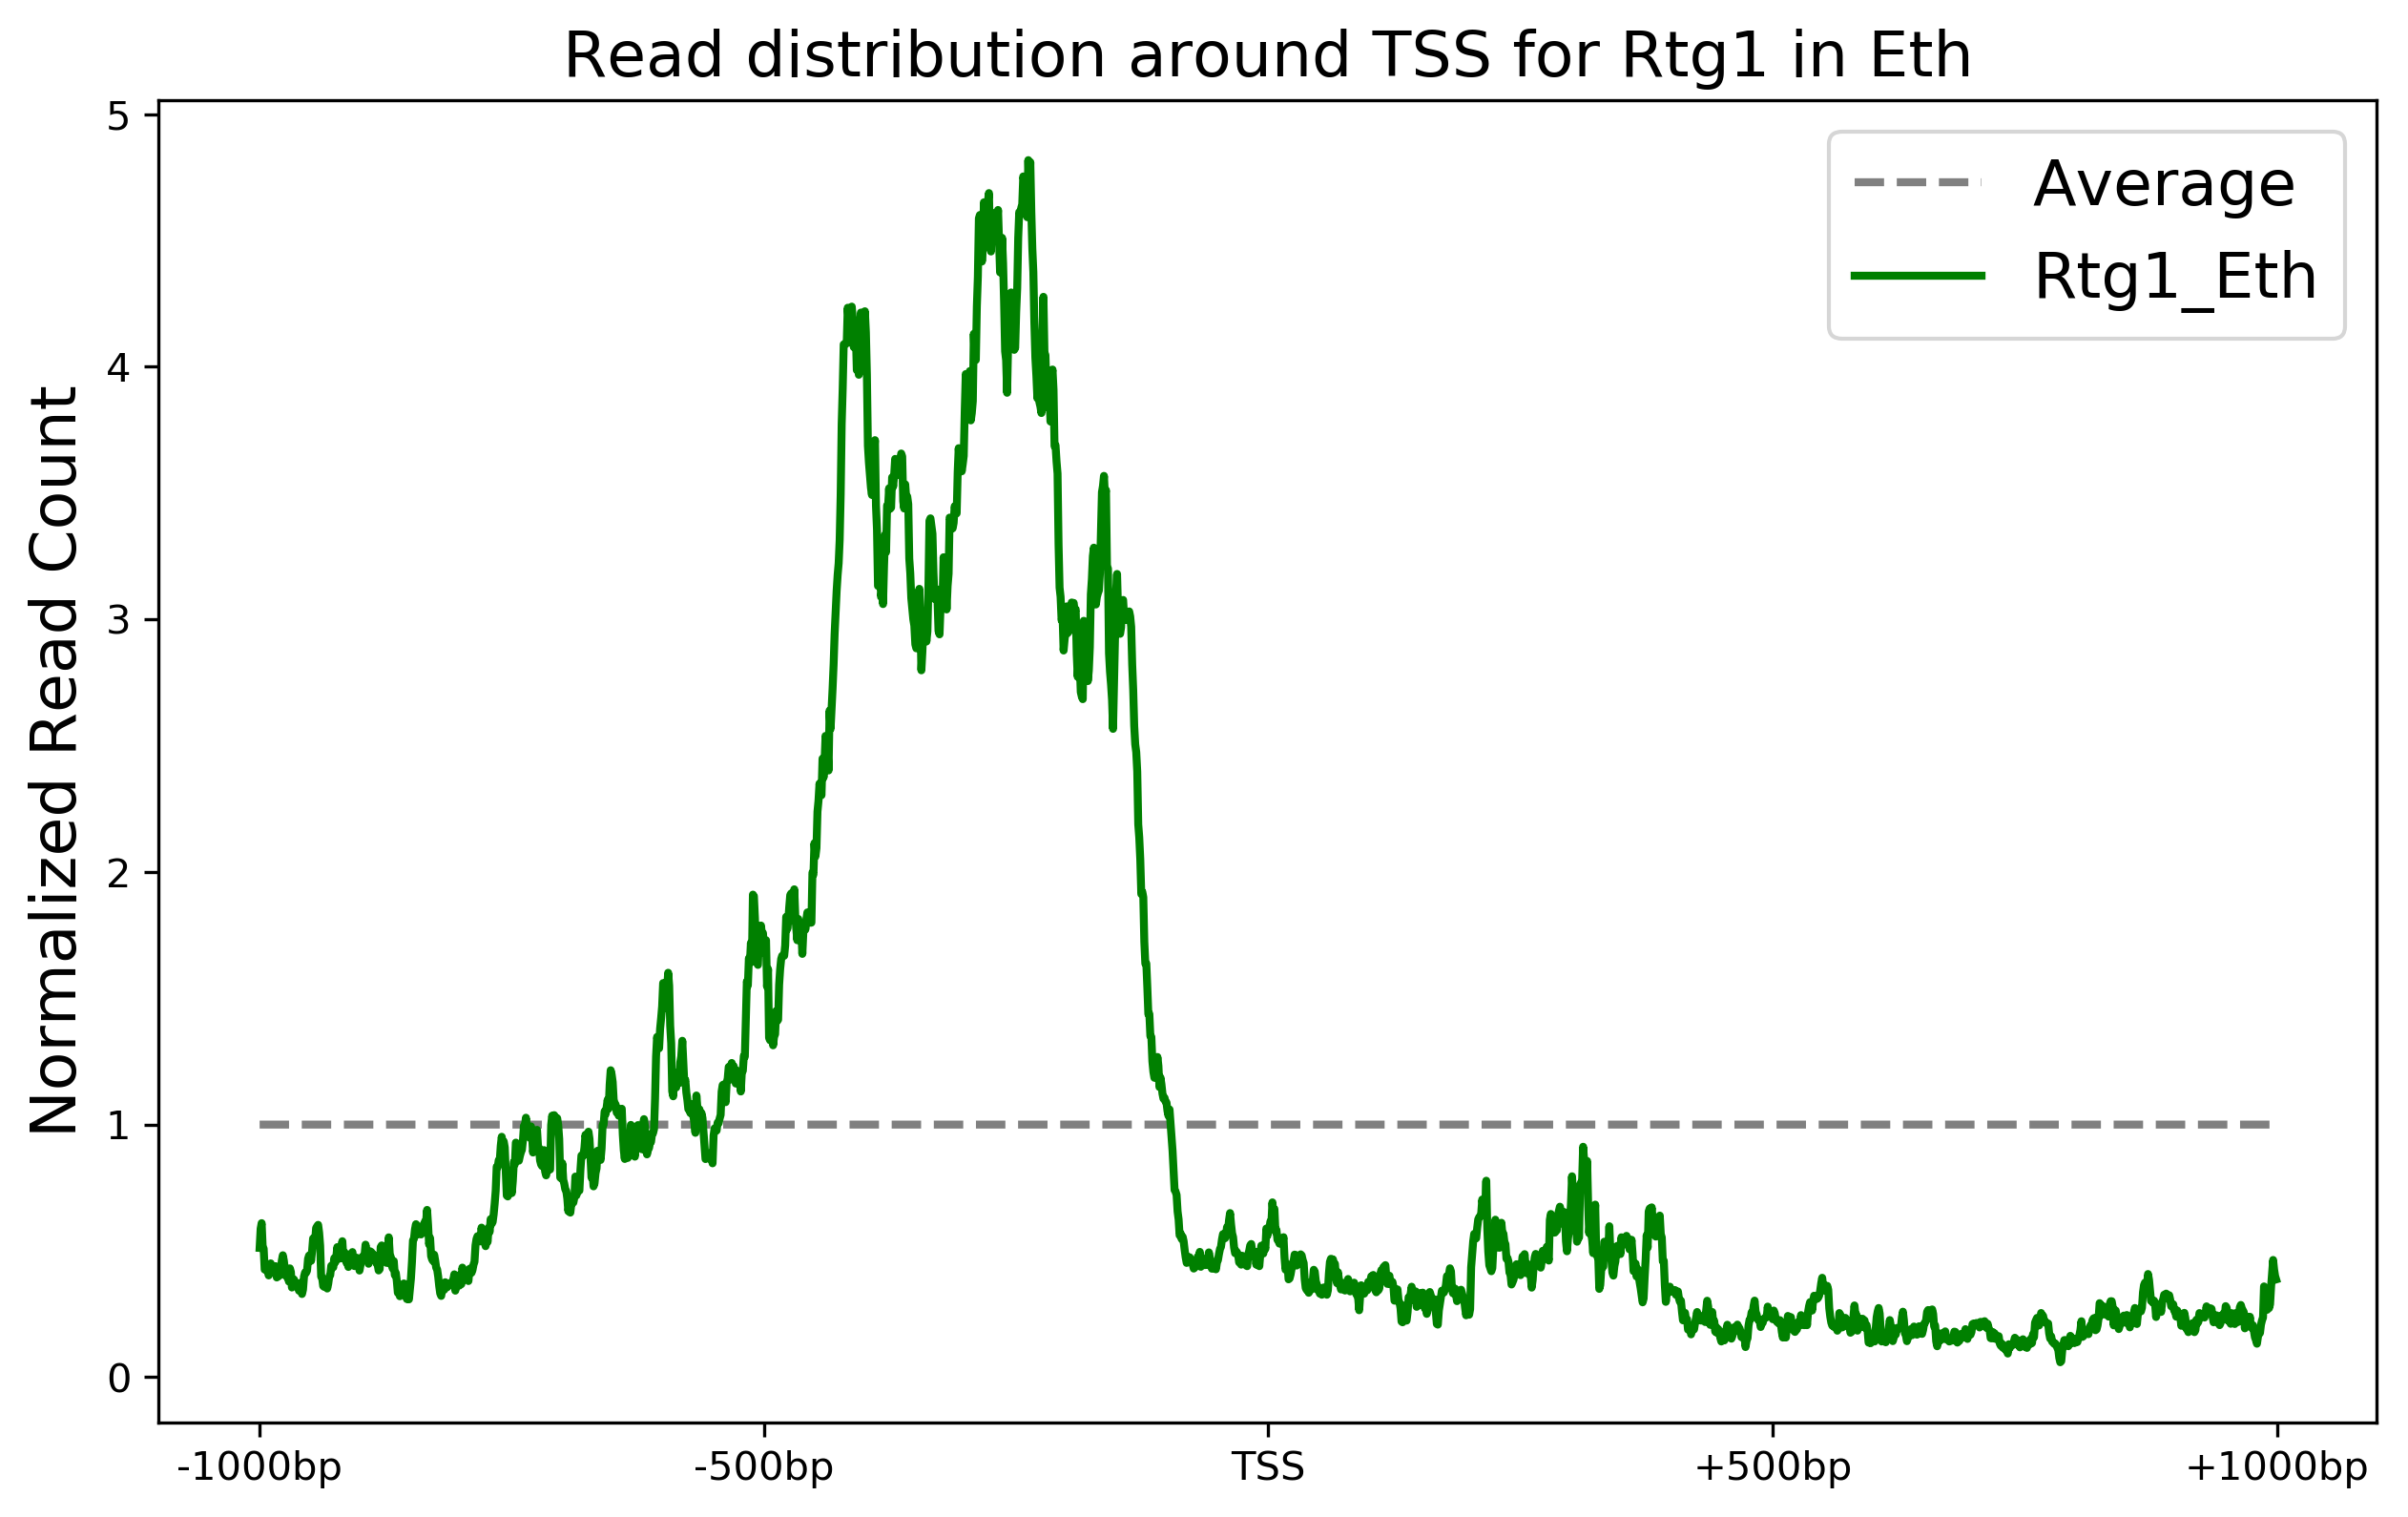 Read distribution around TSS for Rtg1 in Eth
Normalized Read Count
5
4
3
2
1
0
Average
Rtg1_Eth
-1000bp
-500bp
TSS
+500bp
+1000bp